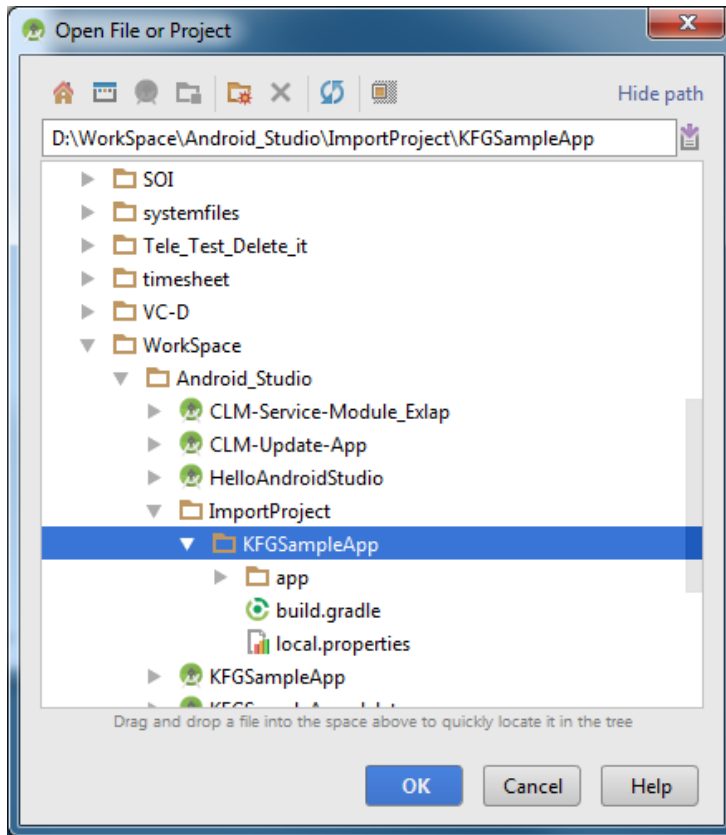 Open File or Project
Hide path
D:\WorkSpace\Android_Studio\ImportProject\KFGSampleApp
SOI
systemfiles
Tele_Test_Delete_it
timesheet
VC-D
WorkSpace
Android_Studio
CLM-Service-Module_Exlap
CLM-Update-App
HelloAndroidStudio
ImportProject
KFGSampleApp
app
build.gradle
local.properties
KFGSampleApp
Drag and drop a file into the space above to quickly locate it in the tree
OK Cancel Help